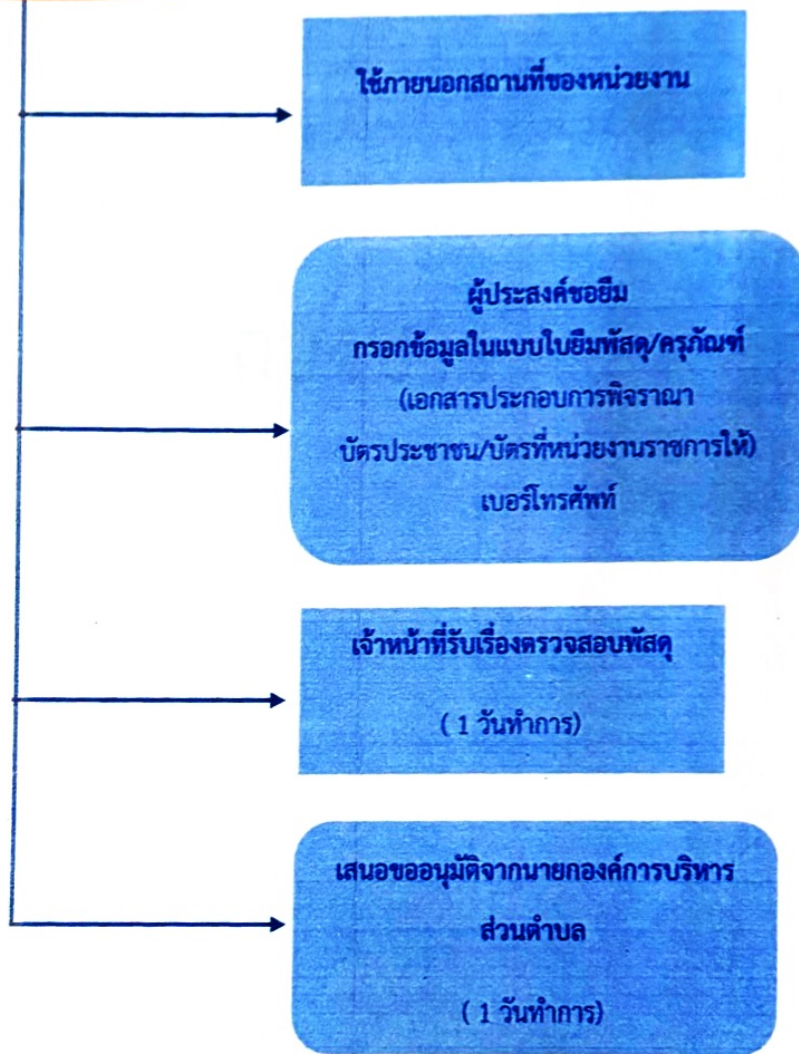 ใช้ภายนอกสถานที่ของหน่วยงาน
ผู้ประสงค์ขอยืม
กรอกข้อมูลในแบบใบยืมพัสดุ/ครุภัณฑ์
(เอกสารประกอบการพิจราณา
บัตรประชาชน/บัตรที่หน่วยงานราชการให้)
เบอร์โทรศัพท์
เจ้าหน้าที่รับเรื่องตรวจสอบพัสดุ
( 1 วันทำการ)
เสนอขออนุมัติจากนายกองค์การบริหาร
ส่วนตำบล
( 1 วันทำการ)